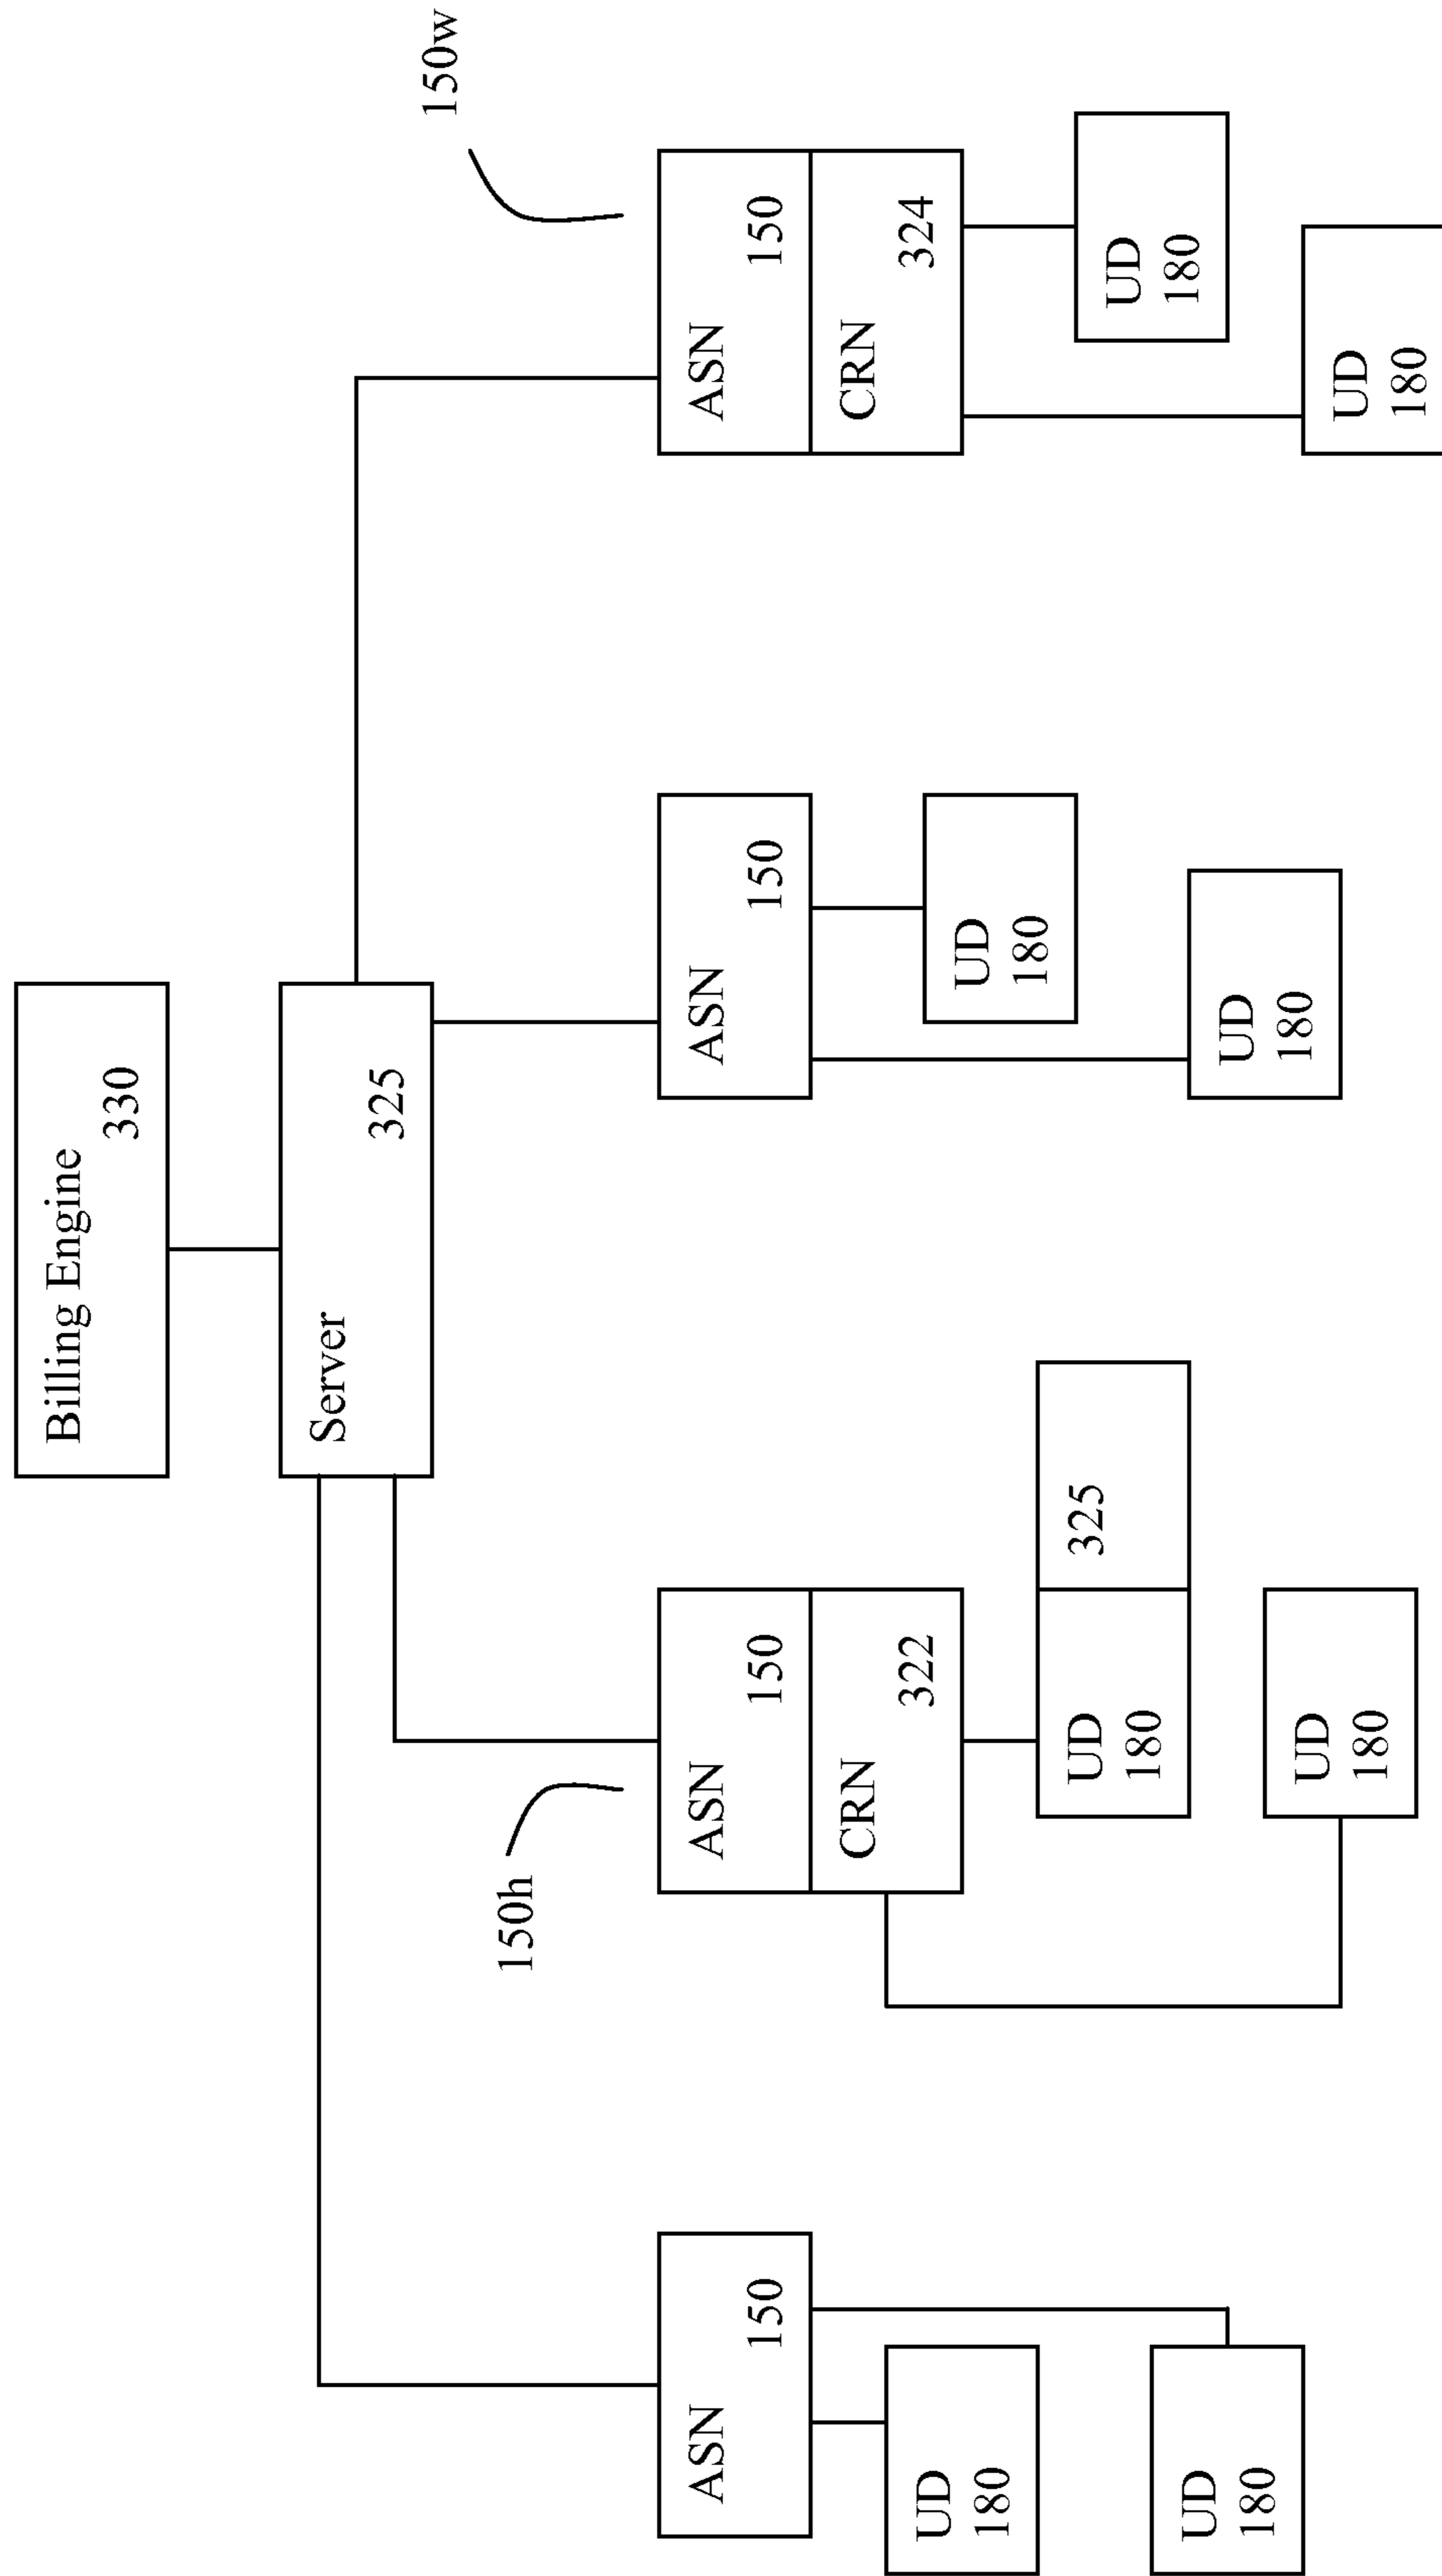 Billing Engine
330
Server
325
150h
150w
ASN
150
ASN
150
CRN
322
ASN
150
ASN
150
CRN
324
UD
180
UD
180
UD
180
325
UD
180
UD
180
UD
180
UD
180
UD
180